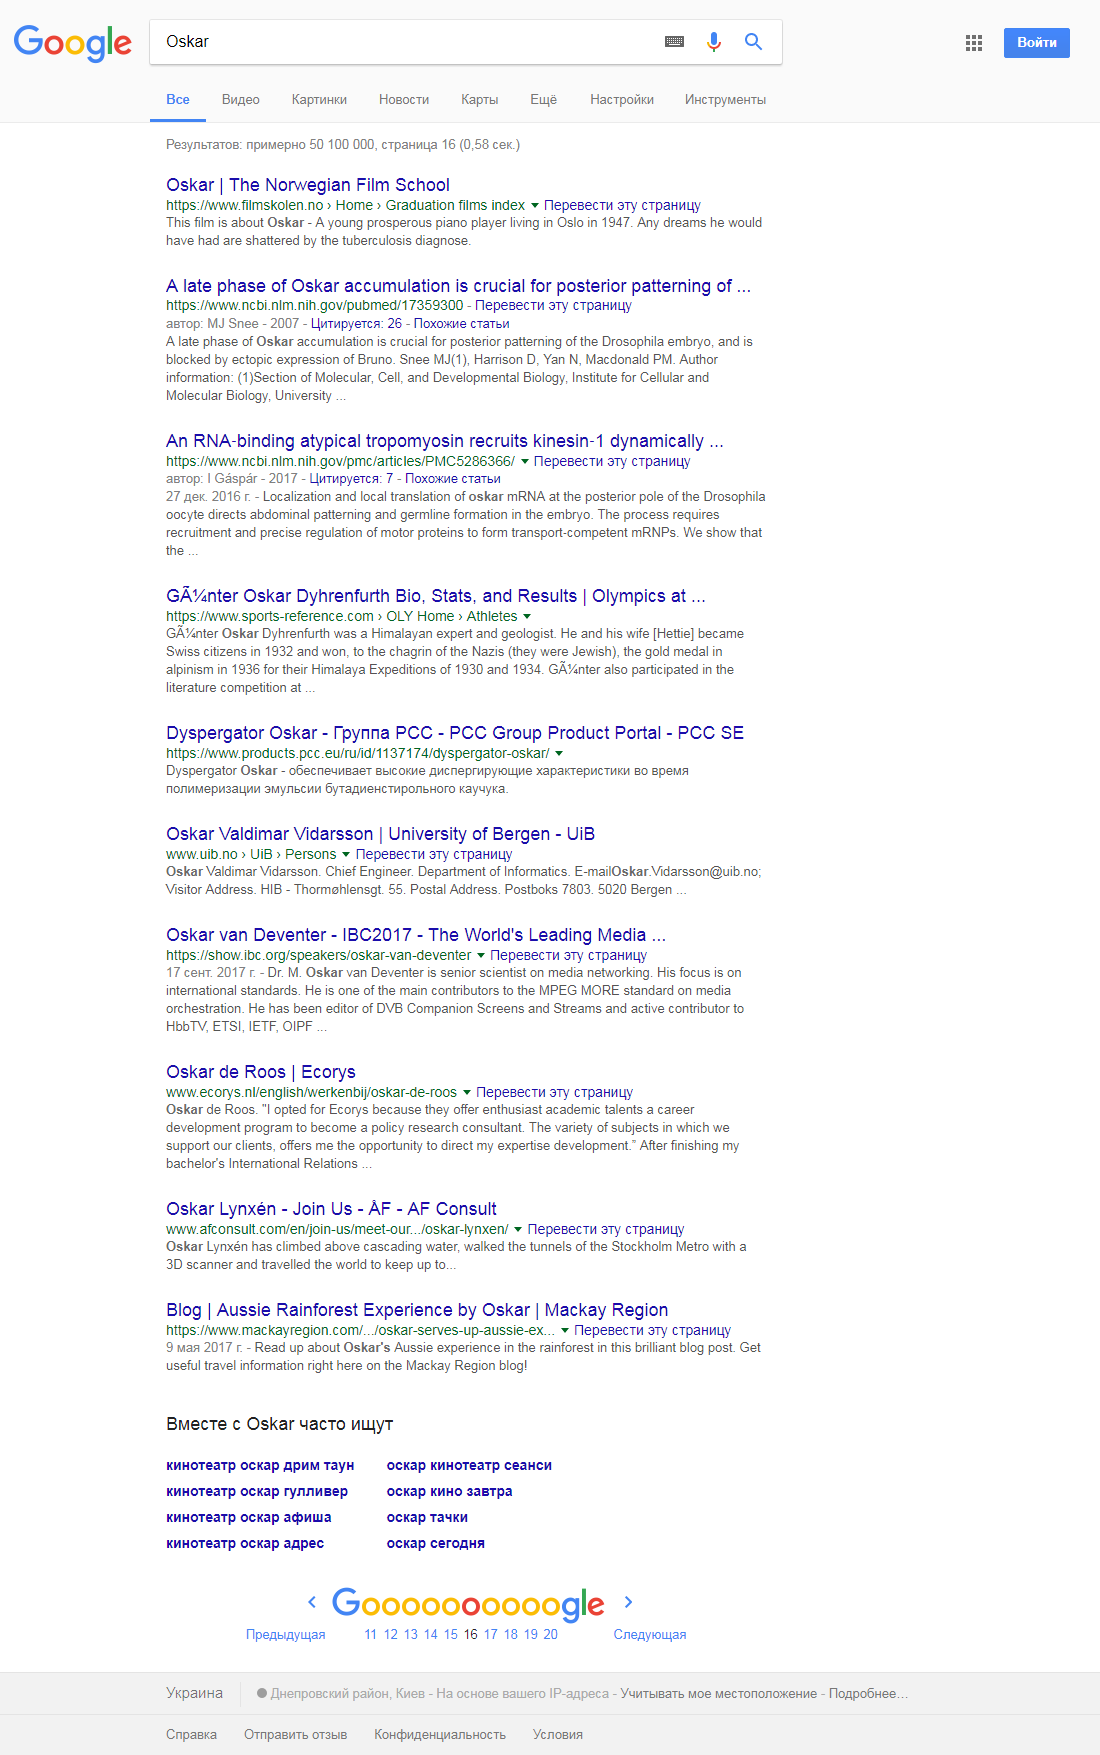 Google
Oskar
Войти
Все Видео Картинки Новости Карты Ещё Настройки Инструменты
Результатов: примерно 50 100 000, страница 16 (0,58 сек.)
Oskar | The Norwegian Film School
https://www.filmskolen.no › Home › Graduation films index ▼ Перевести эту страницу
This film is about Oskar - A young prosperous piano player living in Oslo in 1947. Any dreams he would
have had are shattered by the tuberculosis diagnose.
A late phase of Oskar accumulation is crucial for posterior patterning of ...
https://www.ncbi.nlm.nih.gov/pubmed/17359300 - Перевести эту страницу
автор: MJ Snee - 2007 - Цитируется: 26 - Похожие статьи
A late phase of Oskar accumulation is crucial for posterior patterning of the Drosophila embryo, and is
blocked by ectopic expression of Bruno. Snee MJ(1), Harrison D, Yan N, Macdonald PM. Author
information: (1)Section of Molecular, Cell, and Developmental Biology, Institute for Cellular and
Molecular Biology, University ...
An RNA-binding atypical tropomyosin recruits kinesin-1 dynamically ...
https://www.ncbi.nlm.nih.gov/pmc/articles/PMC5286366/ ▼ Перевести эту страницу
автор: I Gáspár - 2017 - Цитируется: 7 - Похожие статьи
27 дек. 2016 г. - Localization and local translation of oskar mRNA at the posterior pole of the Drosophila
oocyte directs abdominal patterning and germline formation in the embryo. The process requires
recruitment and precise regulation of motor proteins to form transport-competent mRNPs. We show that
the ...
GÃ¼nter Oskar Dyhrenfurth Bio, Stats, and Results | Olympics at ...
https://www.sports-reference.com › OLY Home › Athletes ▼
GÃ¼nter Oskar Dyhrenfurth was a Himalayan expert and geologist. He and his wife [Hettie] became
Swiss citizens in 1932 and won, to the chagrin of the Nazis (they were Jewish), the gold medal in
alpinism in 1936 for their Himalaya Expeditions of 1930 and 1934. GÃ¼nter also participated in the
literature competition at ...
Dyspergator Oskar - Группа PCC - PCC Group Product Portal - PCC SE
https://www.products.pcc.eu/ru/id/1137174/dyspergator-oskar/ ▼
Dyspergator Oskar - обеспечивает высокие диспергирующие характеристики во время
полимеризации эмульсии бутадиенстирольного каучука.
Oskar Valdimar Vidarsson | University of Bergen - UiB
www.uib.no › UiB › Persons ▼ Перевести эту страницу
Oskar Valdimar Vidarsson. Chief Engineer. Department of Informatics. E-mailOskar.Vidarsson@uib.no;
Visitor Address. HIB - Thormøhlensgt. 55. Postal Address. Postboks 7803. 5020 Bergen ...
Oskar van Deventer - IBC2017 - The World's Leading Media ...
https://show.ibc.org/speakers/oskar-van-deventer ▼ Перевести эту страницу
17 сент. 2017 г. - Dr. M. Oskar van Deventer is senior scientist on media networking. His focus is on
international standards. He is one of the main contributors to the MPEG MORE standard on media
orchestration. He has been editor of DVB Companion Screens and Streams and active contributor to
HbbTV, ETSI, IETF, OIPF ...
Oskar de Roos | Ecorys
www.ecorys.nl/english/werkenbij/oskar-de-roos ▼ Перевести эту страницу
Oskar de Roos. "I opted for Ecorys because they offer enthusiast academic talents a career
development program to become a policy research consultant. The variety of subjects in which we
support our clients, offers me the opportunity to direct my expertise development.” After finishing my
bachelor's International Relations ...
Oskar Lynxén - Join Us - ÅF - AF Consult
www.afconsult.com/en/join-us/meet-our.../oskar-lynxen/ ▼ Перевести эту страницу
Oskar Lynxén has climbed above cascading water, walked the tunnels of the Stockholm Metro with a
3D scanner and travelled the world to keep up to...
Blog | Aussie Rainforest Experience by Oskar | Mackay Region
https://www.mackayregion.com/.../oskar-serves-up-aussie-ex... ▼ Перевести эту страницу
9 мая 2017 г. - Read up about Oskar's Aussie experience in the rainforest in this brilliant blog post. Get
useful travel information right here on the Mackay Region blog!
Вместе с Oskar часто ищут
кинотеатр оскар дрим таун оскар кинотеатр сеанси
кинотеатр оскар гулливер оскар кино завтра
кинотеатр оскар афиша оскар тачки
кинотеатр оскар адрес оскар сегодня
Goooooooooogle
Предыдущая 11 12 13 14 15 16 17 18 19 20 Следующая
Украина Днепровский район, Киев - На основе вашего IP-адреса - Учитывать мое местоположение - Подробнее…
Справка Отправить отзыв Конфиденциальность Условия